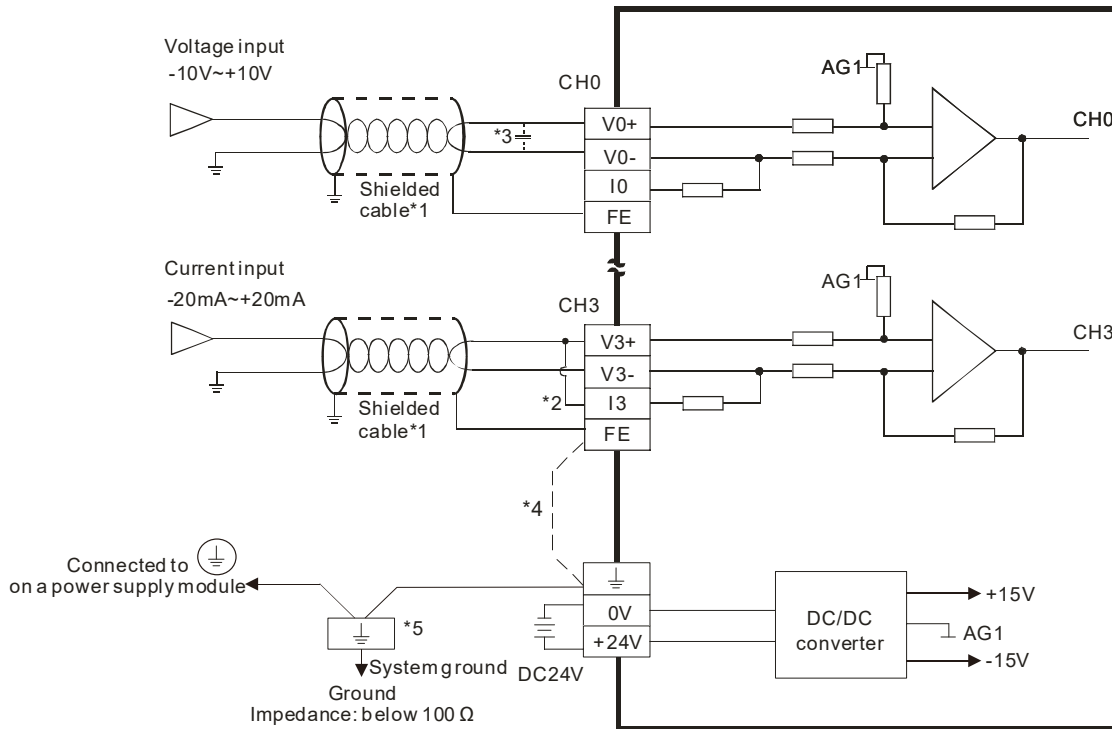 Voltage input
-10V~+10V
CH0
AG1
CH0
*3
V0+
V0-
I0
FE
Shielded
cable*1
Current input
-20mA~+20mA
CH3
AG1
CH3
V3+
V3-
*2
I3
FE
Shielded
cable*1
*4
Connected to
on a power supply module
*5
System ground
Ground
Impedance: below 100 Ω
0V
+24V
DC24V
DC/DC
converter
+15V
AG1
-15V